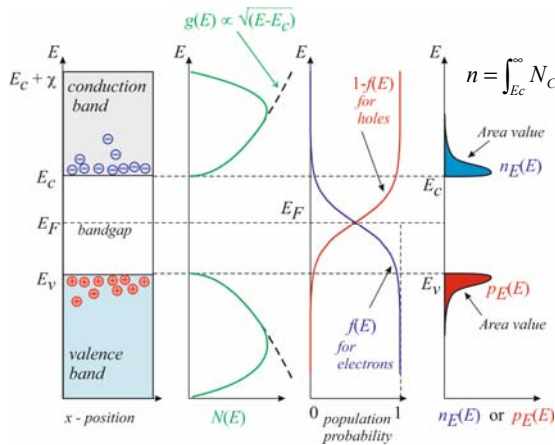 g(E) ∝ √(E-E_c)
E
E
E
E
E_c + χ
conduction
band
1-f(E)
for
holes
n = ∫_{Ec}^{∞} N_C
Area value
n_E(E)
E_c
E_c
E_F
bandgap
E_F
E_v
E_v
p_E(E)
Area value
f(E)
for
electrons
valence
band
x - position
N(E)
0
1
population
probability
n_E(E) or p_E(E)